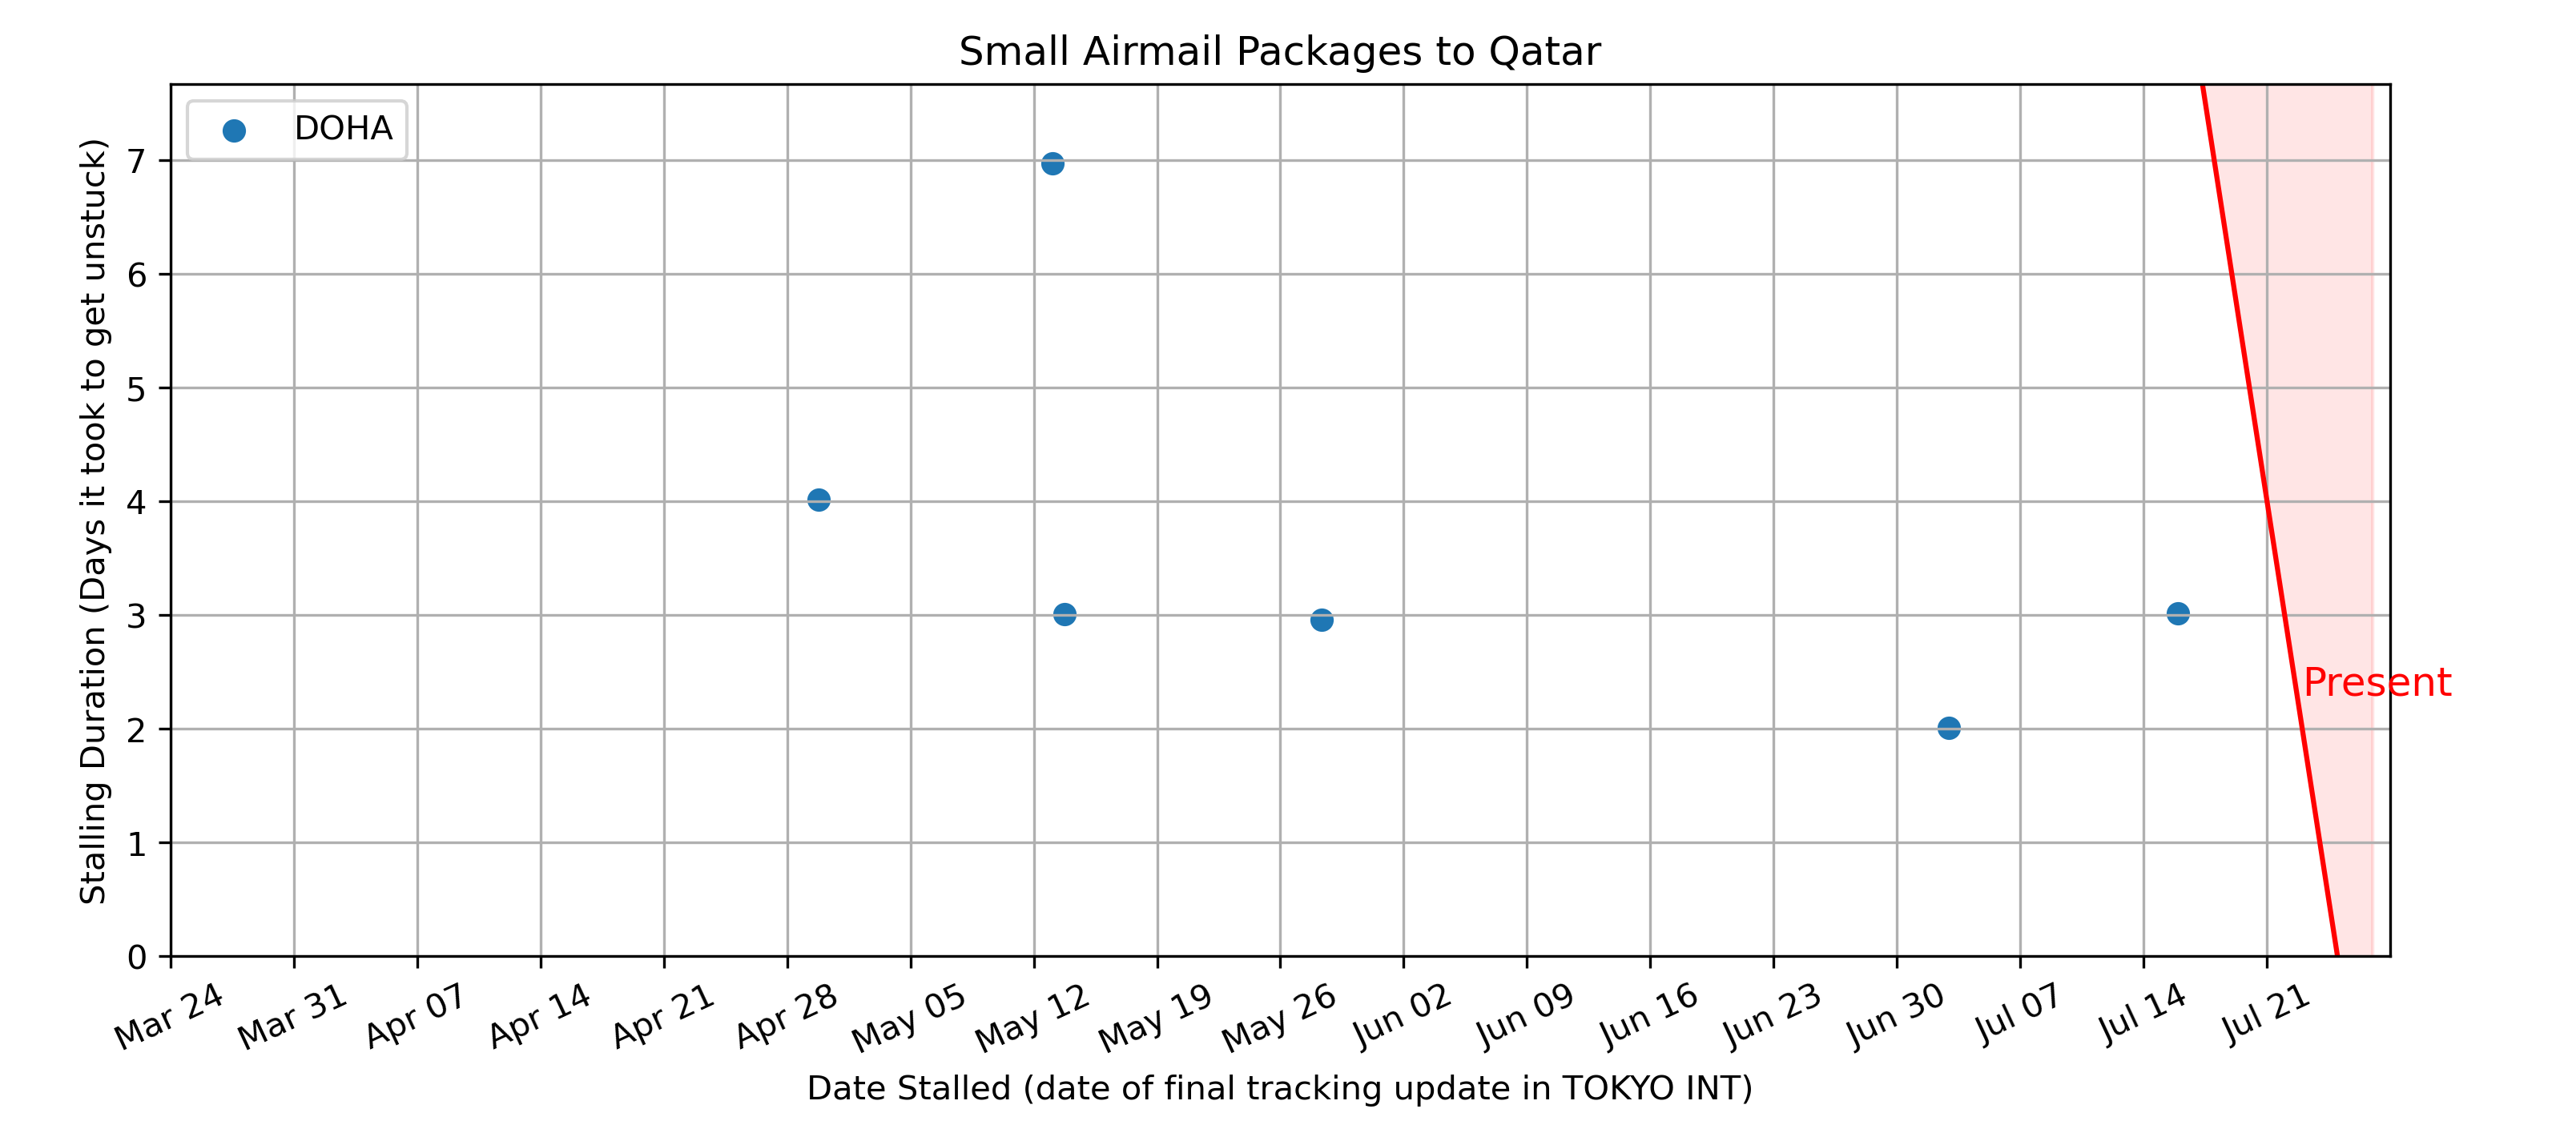 Small Airmail Packages to Qatar
DOHA
Stalling Duration (Days it took to get unstuck)
7
6
5
4
3
2
1
0
Present
Mar 24
Mar 31
Apr 07
Apr 14
Apr 21
Apr 28
May 05
May 12
May 19
May 26
Jun 02
Jun 09
Jun 16
Jun 23
Jun 30
Jul 07
Jul 14
Jul 21
Date Stalled (date of final tracking update in TOKYO INT)